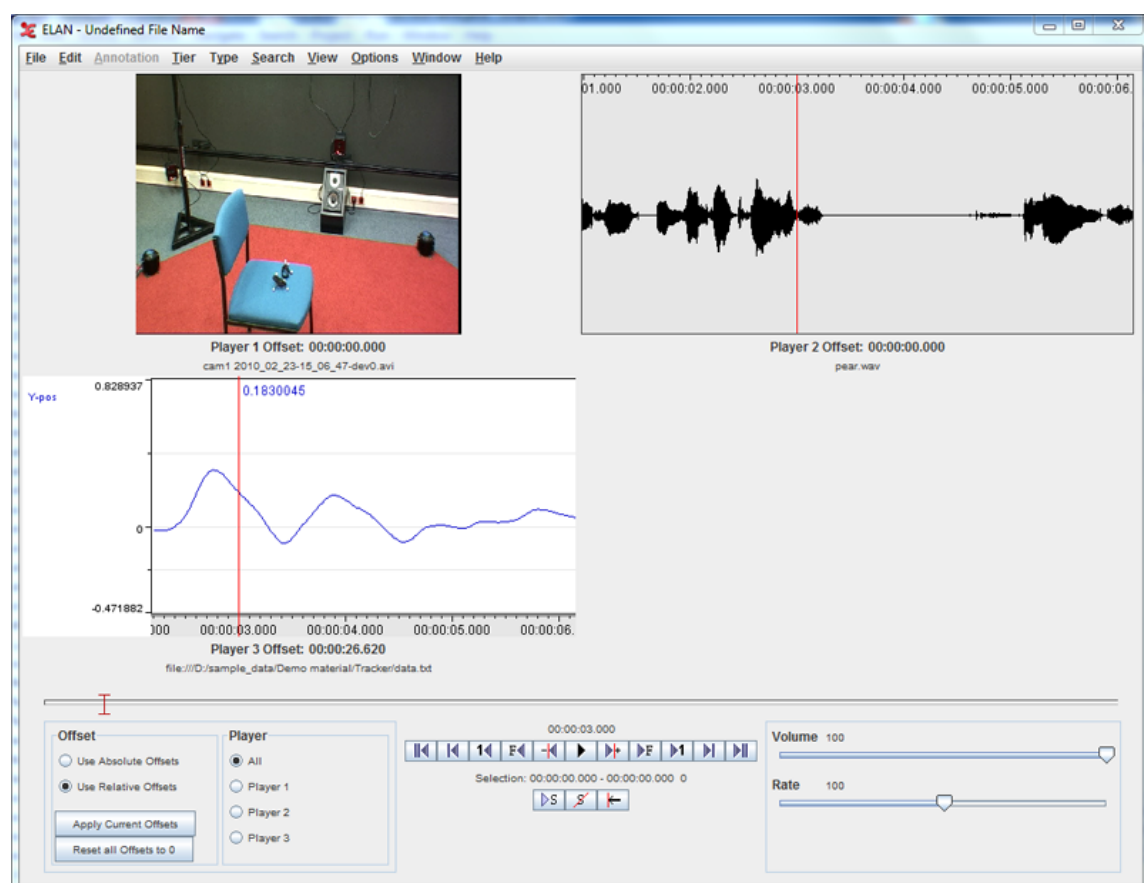 ELAN - Undefined File Name
File Edit Annotation Tier Type Search View Options Window Help
01.000 00:00:02.000 00:00:03.000 00:00:04.000 00:00:05.000 00:00:06.
Player 1 Offset: 00:00:00.000
cam1 2010_02_23-15_06_47-dev0.avi
Player 2 Offset: 00:00:00.000
pear.wav
Y-pos
0.828937
0.1830045
0
-0.471882
000 00:00:03.000 00:00:04.000 00:00:05.000 00:00:06.
Player 3 Offset: 00:00:26.620
file:///D:/sample_data/Demo material/Tracker/data.txt
Offset
Use Absolute Offsets
Use Relative Offsets
Apply Current Offsets
Reset all Offsets to 0
Player
All
Player 1
Player 2
Player 3
00:00:03.000
1 F F 1
Selection: 00:00:00.000 - 00:00:00.000 0
S S
Volume 100
Rate 100